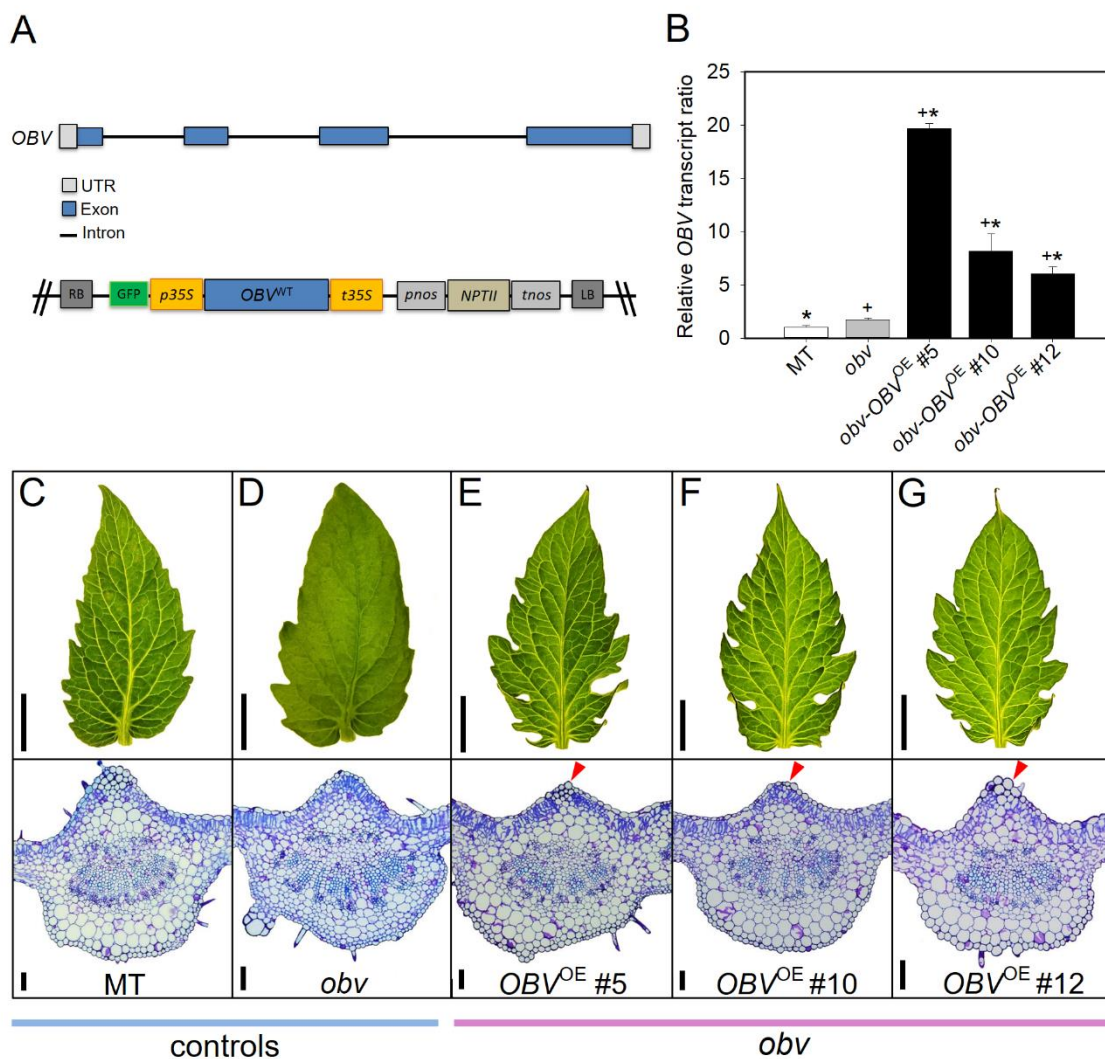 A
OBV
UTR
Exon
Intron
RB GFP p35S OBVWT t35S pnos NPTII tnos LB
B
Relative OBV transcript ratio
25
20
15
10
5
0
* + +* +* +*
MT
obv
obv-OBVOE #5
obv-OBVOE #10
obv-OBVOE #12
C D E F G
MT obv OBVOE #5 OBVOE #10 OBVOE #12
controls obv